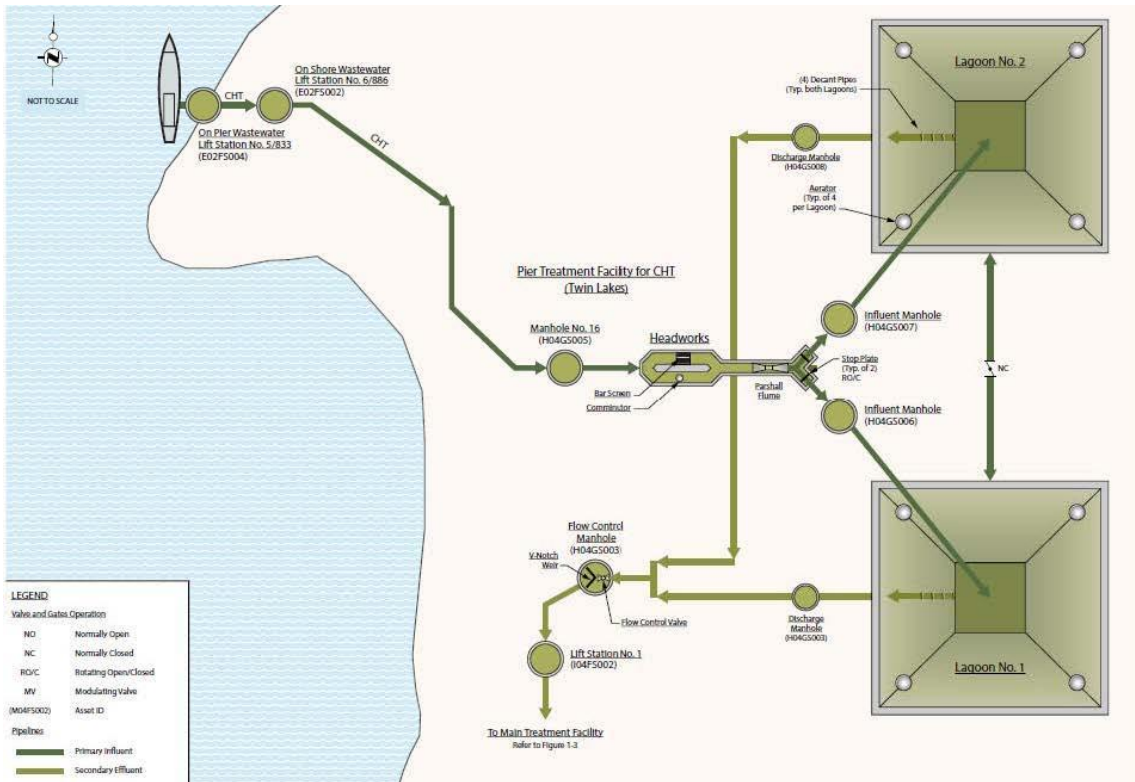 N
NOT TO SCALE
CHT
On Shore Wastewater
Lift Station No. 6/886
(E02FS002)
On Pier Wastewater
Lift Station No. 5/833
(E02FS004)
CHT
Lagoon No. 2
(4) Decant Pipes
(Typ. both Lagoons)
Discharge Manhole
(H04GS008)
Aerator
(Typ. of 4
per Lagoon)
Pier Treatment Facility for CHT
(Twin Lakes)
Manhole No. 16
(H04GS005)
Headworks
Bar Screen
Comminutor
Parshall
Flume
Stop Plate
(Typ. of 2)
RO/C
Influent Manhole
(H04GS007)
Influent Manhole
(H04GS006)
NC
Flow Control
Manhole
(H04GS003)
V-Notch
Weir
Flow Control Valve
Discharge
Manhole
(H04GS003)
Lagoon No. 1
Lift Station No. 1
(I04FS002)
To Main Treatment Facility
Refer to Figure 1-3
LEGEND
Valve and Gates Operation
NO Normally Open
NC Normally Closed
RO/C Rotating Open/Closed
MV Modulating Valve
(M04FS002) Asset ID
Pipelines
Primary Influent
Secondary Effluent